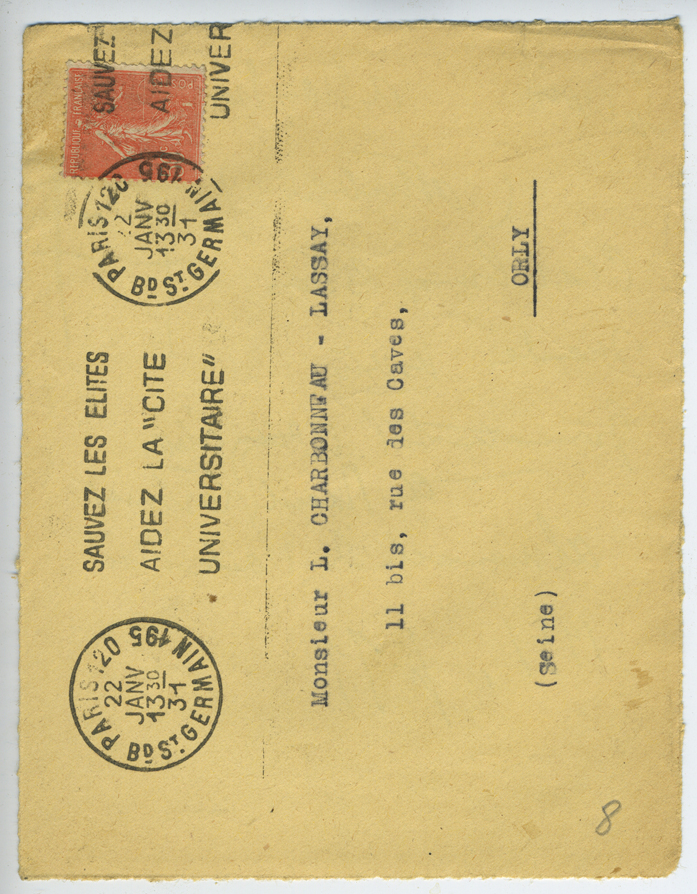 PARIS 120
22
JANV
13 30
31
195 Bᴅ Sᵀ GERMAIN
SAUVEZ LES ELITES
AIDEZ LA "CITE
UNIVERSITAIRE"
PARIS 120
22
JANV
13 30
31
195 Bᴅ Sᵀ GERMAIN
SAUVEZ
AIDEZ
UNIVER
REPUBLIQUE FRANÇAISE
Monsieur L. CHARBONNEAU - LASSAY,
11 bis, rue des Caves,
(Seine) ORLY
8